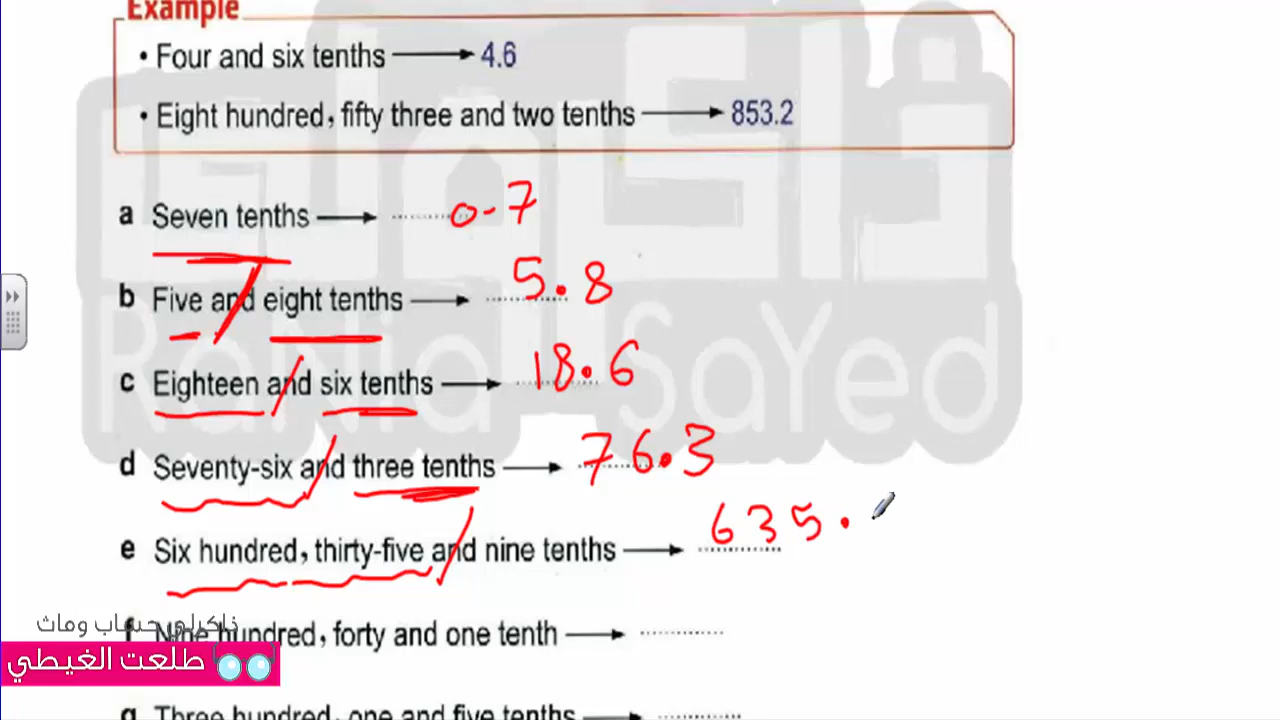 Example
• Four and six tenths → 4.6
• Eight hundred, fifty three and two tenths → 853.2
a Seven tenths → 0.7
b Five and eight tenths → 5.8
c Eighteen and six tenths → 18.6
d Seventy-six and three tenths → 76.3
e Six hundred, thirty-five and nine tenths → 635.
ذاكرلي حساب وماث
f Nine hundred, forty and one tenth →
طلعت الغيطي
g Three hundred, one and five tenths →
Rania Sayed